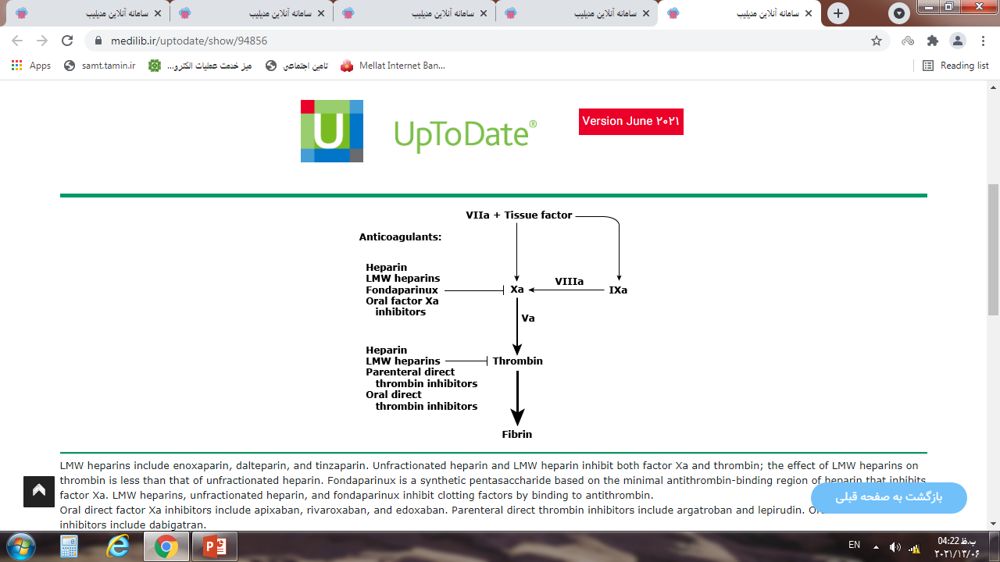 سامانه آنلاین مدیلیب
سامانه آنلاین مدیلیب
سامانه آنلاین مدیلیب
سامانه آنلاین مدیلیب
سامانه آنلاین مدیلیب
medilib.ir/uptodate/show/94856
Apps
samt.tamin.ir
میز خدمت عملیات الکترو...
تامین اجتماعی
Mellat Internet Ban...
Reading list
U
UpToDate®
Version June ۲۰۲۱
VIIa + Tissue factor
Anticoagulants:
Heparin
LMW heparins
Fondaparinux
Oral factor Xa
inhibitors
Xa
VIIIa
IXa
Va
Heparin
LMW heparins
Parenteral direct
thrombin inhibitors
Oral direct
thrombin inhibitors
Thrombin
Fibrin
LMW heparins include enoxaparin, dalteparin, and tinzaparin. Unfractionated heparin and LMW heparin inhibit both factor Xa and thrombin; the effect of LMW heparins on
thrombin is less than that of unfractionated heparin. Fondaparinux is a synthetic pentasaccharide based on the minimal antithrombin-binding region of heparin that inhibits
factor Xa. LMW heparins, unfractionated heparin, and fondaparinux inhibit clotting factors by binding to antithrombin.
بازگشت به صفحه قبلی
Oral direct factor Xa inhibitors include apixaban, rivaroxaban, and edoxaban. Parenteral direct thrombin inhibitors include argatroban and lepirudin.
inhibitors include dabigatran.
EN
04:22 ب.ظ
۲۰۲۱/۱۲/۰۶